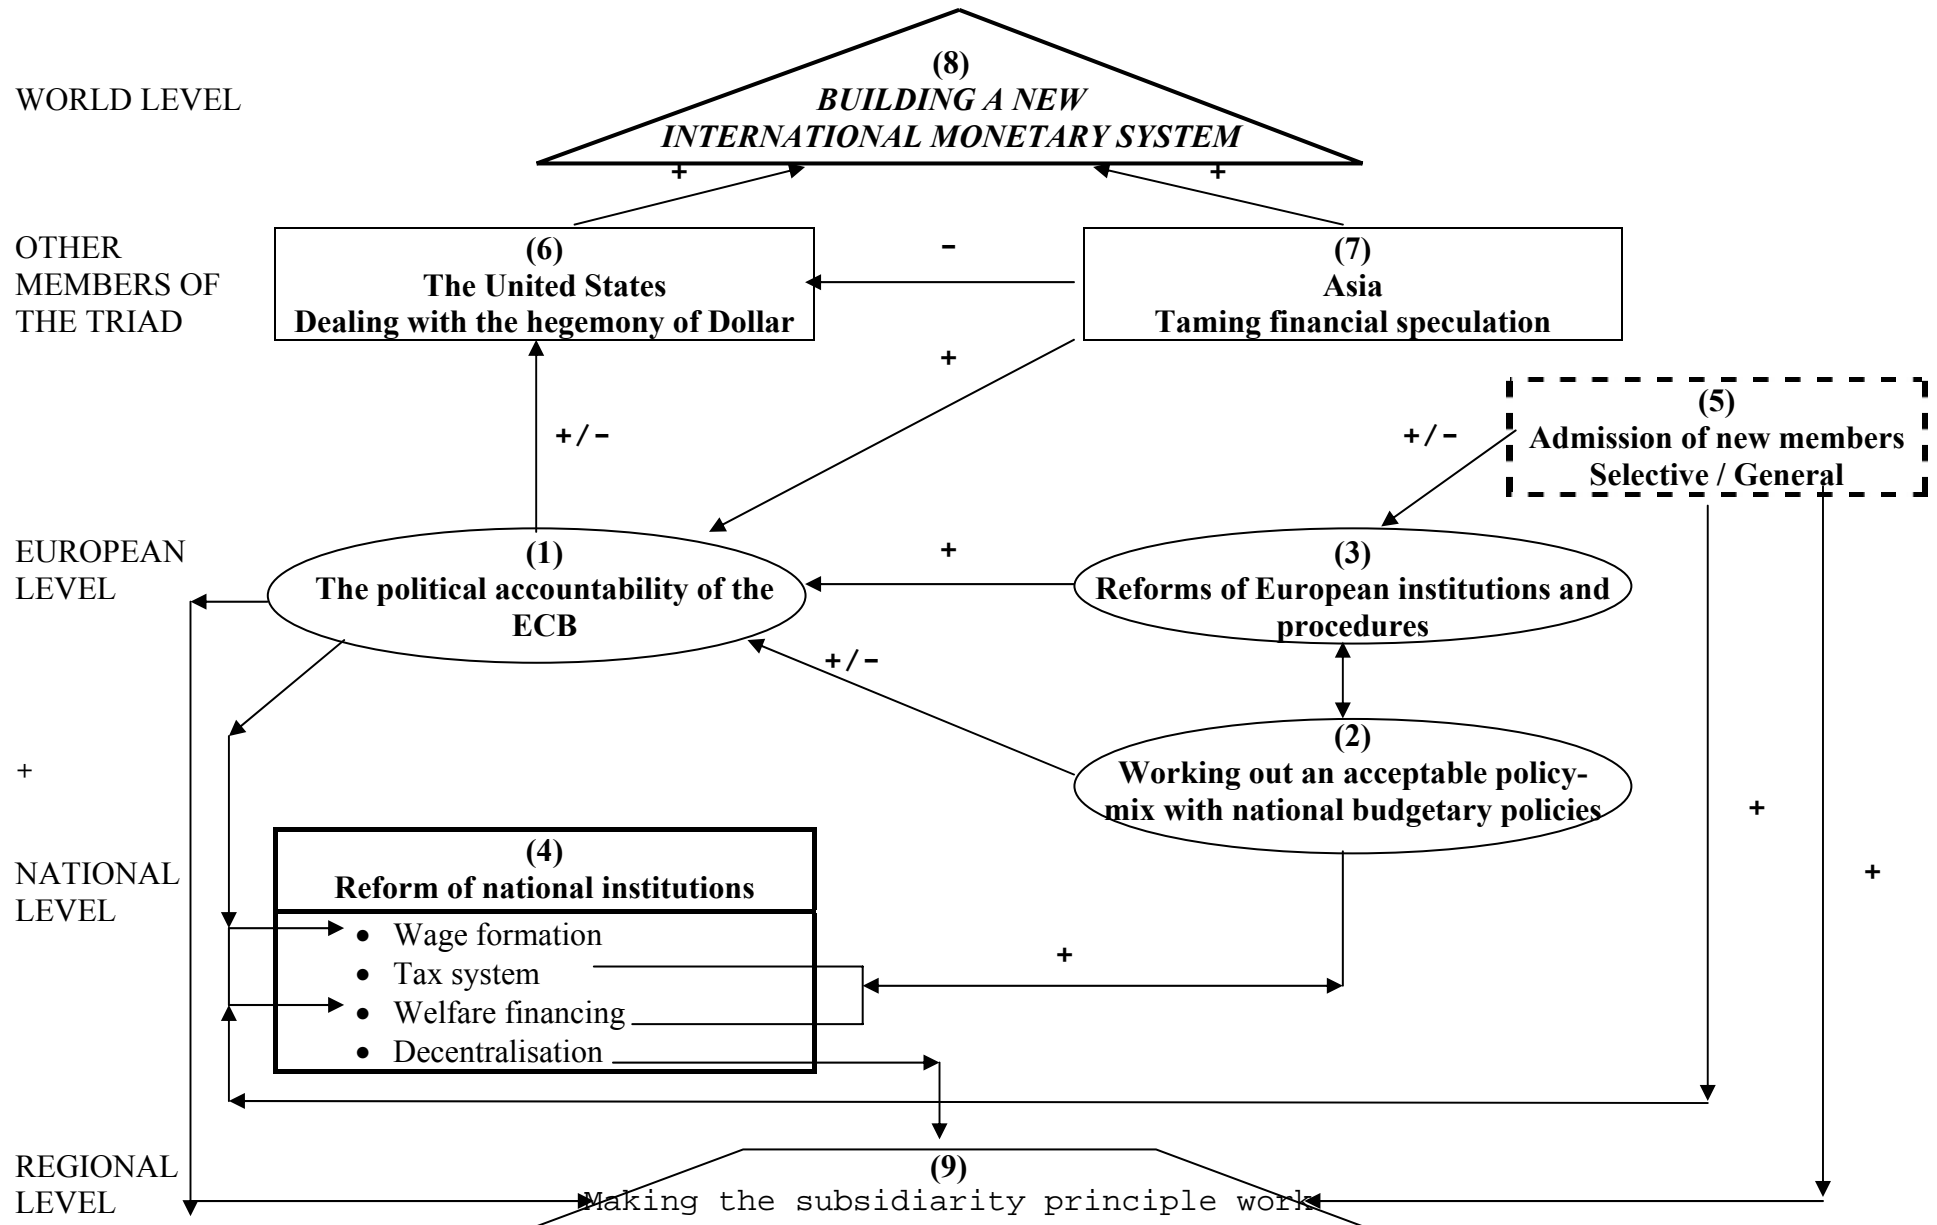 (8)
WORLD LEVEL
BUILDING A NEW
INTERNATIONAL MONETARY SYSTEM
+
+
OTHER
MEMBERS OF
THE TRIAD
(6)
The United States
Dealing with the hegemony of Dollar
-
(7)
Asia
Taming financial speculation
+
+/-
+/-
(5)
Admission of new members
Selective / General
EUROPEAN
LEVEL
(1)
The political accountability of the
ECB
+
(3)
Reforms of European institutions and
procedures
+/-
(2)
Working out an acceptable policy-
mix with national budgetary policies
+
+
+
NATIONAL
LEVEL
(4)
Reform of national institutions
• Wage formation
• Tax system
• Welfare financing
• Decentralisation
+
REGIONAL
LEVEL
(9)
Making the subsidiarity principle work